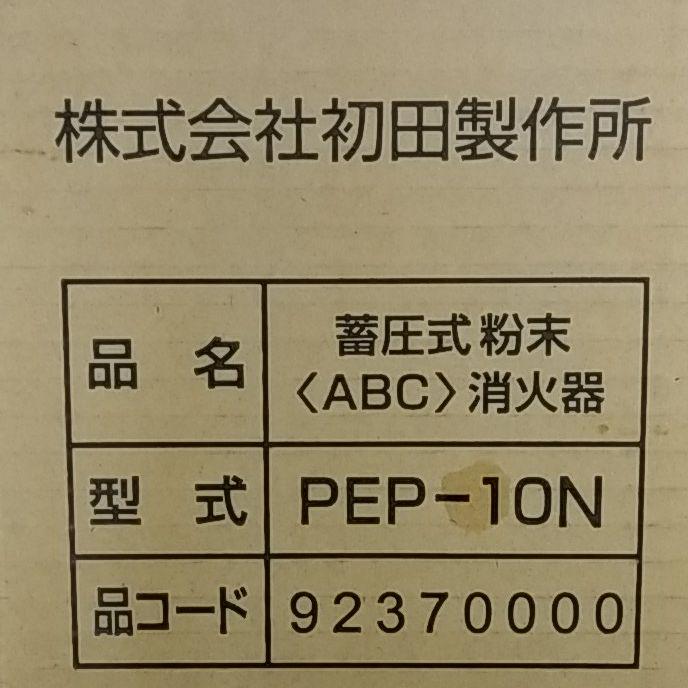 株式会社初田製作所
品 名
蓄圧式粉末
〈ABC〉消火器
型 式
PEP-10N
品コード
92370000